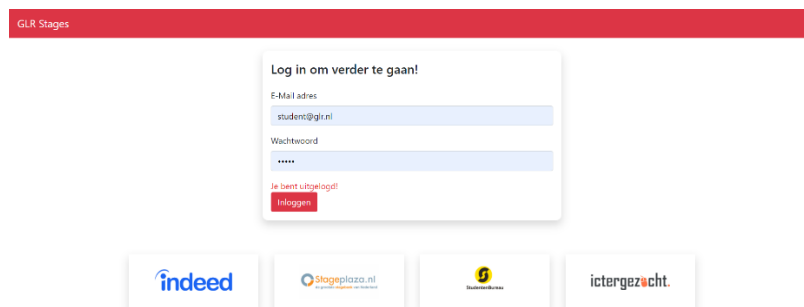 GLR Stages
Log in om verder te gaan!
E-Mail adres
student@glr.nl
Wachtwoord
•••••
Je bent uitgelogd!
Inloggen
indeed
Stageplaza.nl
StudentenBureau
ictergezocht.